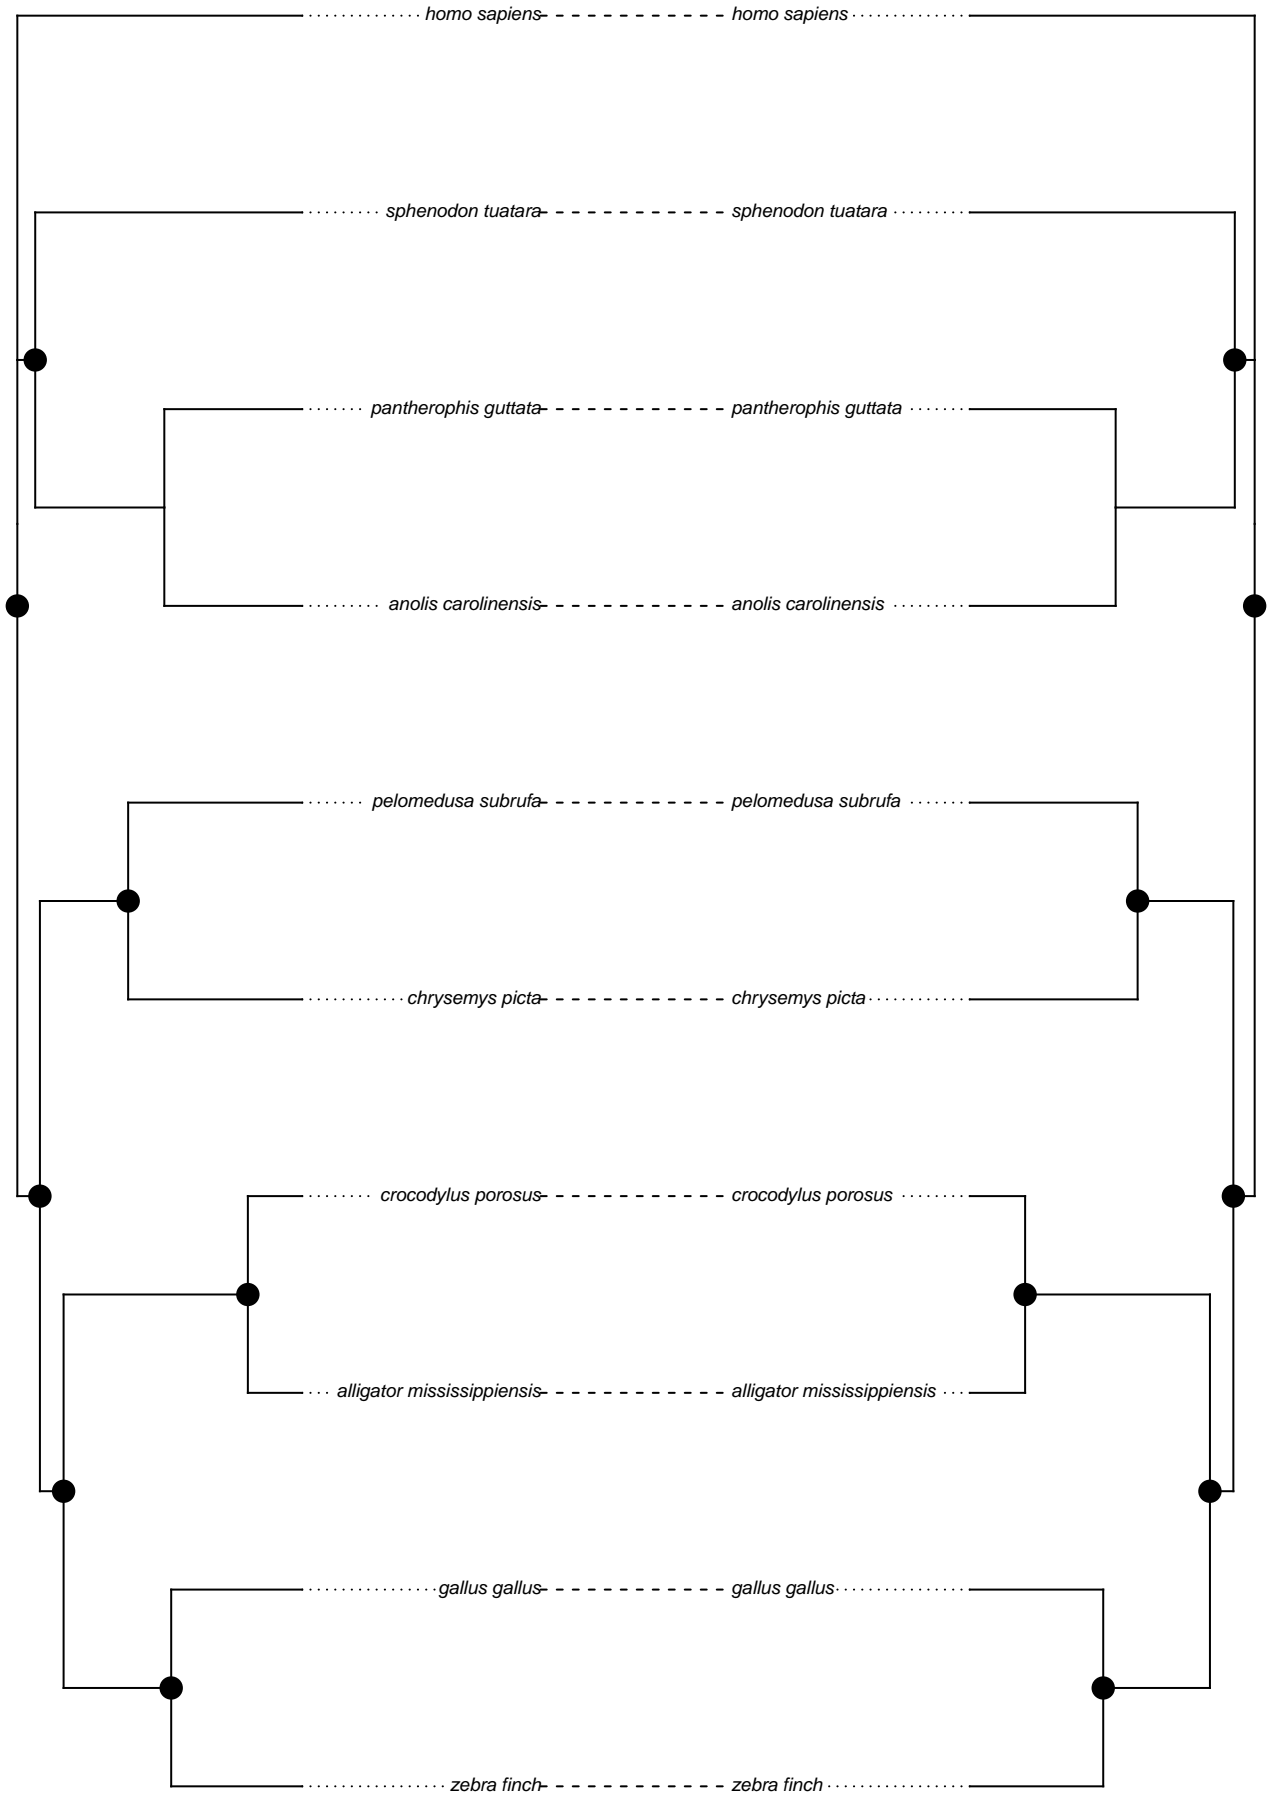 homo sapiens homo sapiens
sphenodon tuatara sphenodon tuatara
pantherophis guttata pantherophis guttata
anolis carolinensis anolis carolinensis
pelomedusa subrufa pelomedusa subrufa
chrysemys picta chrysemys picta
crocodylus porosus crocodylus porosus
alligator mississippiensis alligator mississippiensis
gallus gallus gallus gallus
zebra finch zebra finch